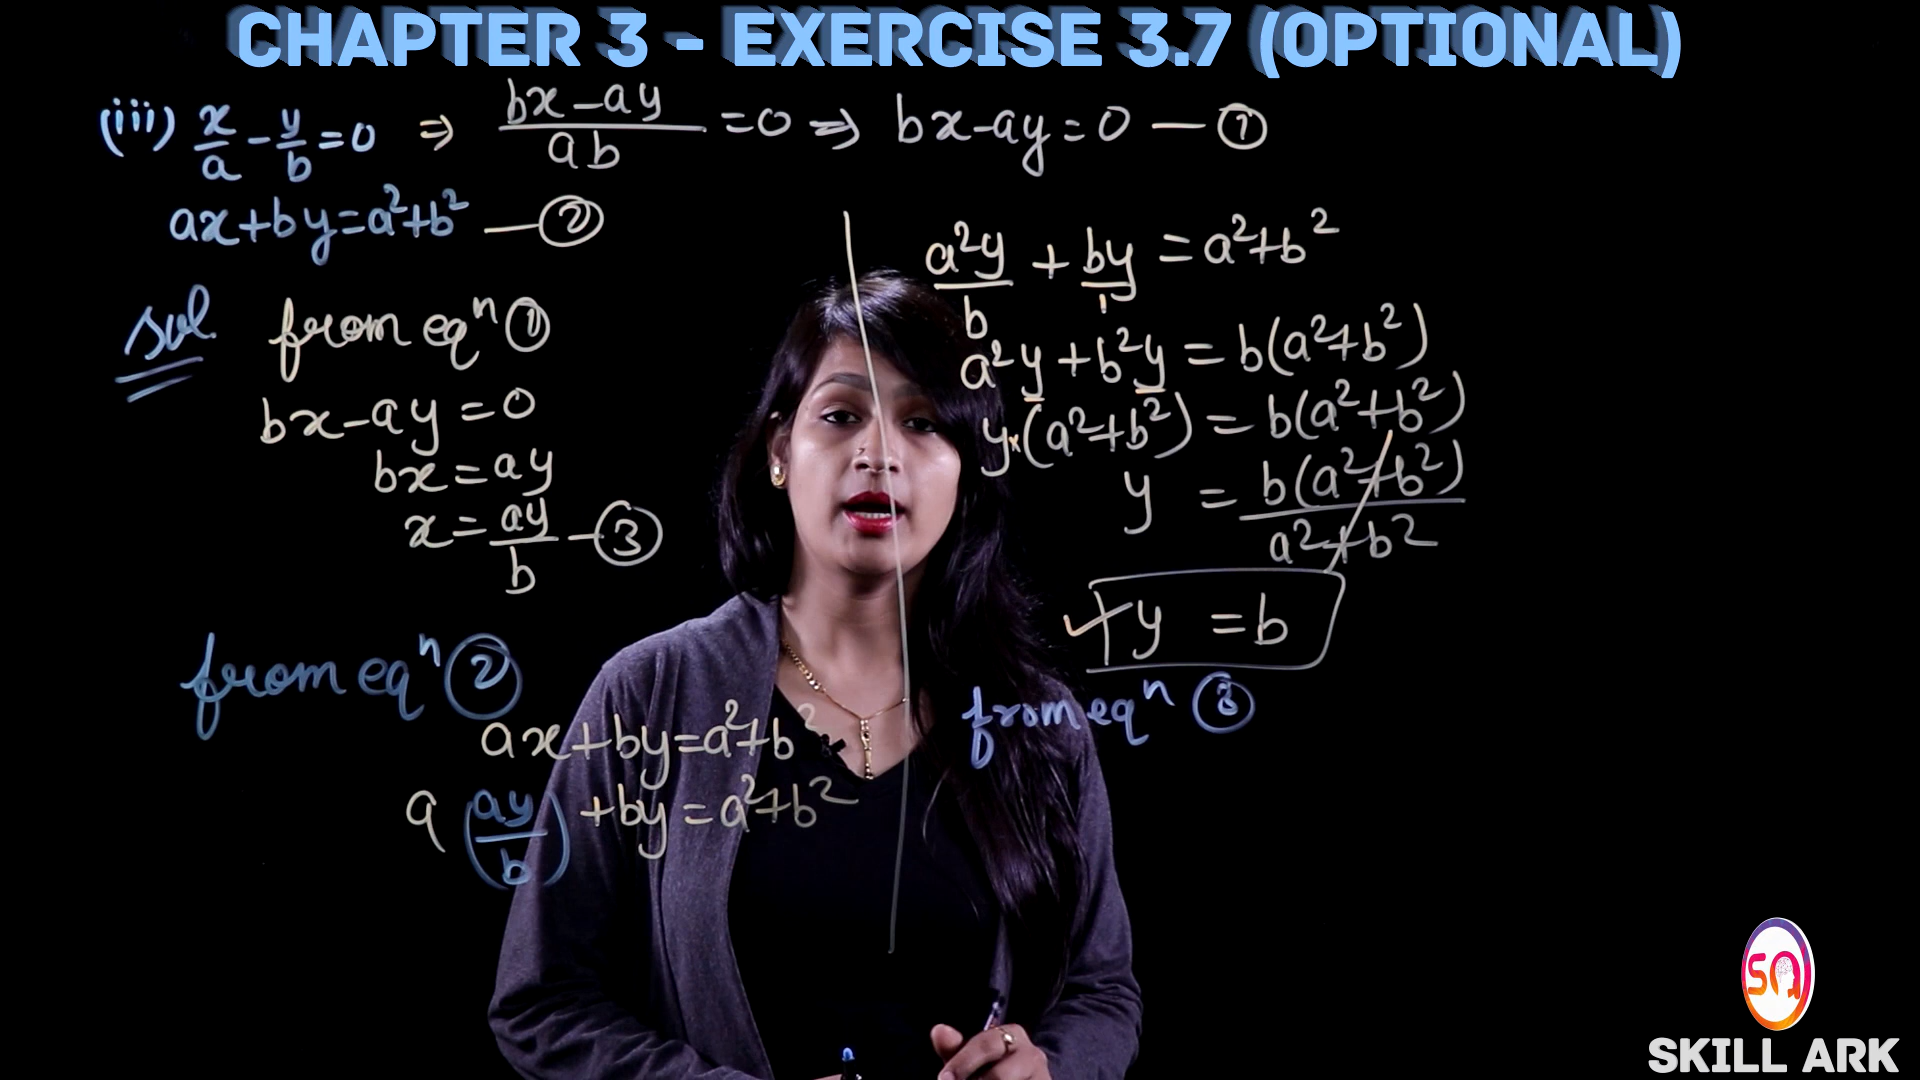 CHAPTER 3 - EXERCISE 3.7 (OPTIONAL)
(iii) x/a - y/b = 0 ⇒ (bx-ay)/ab = 0 ⇒ bx-ay = 0 — ①
ax+by = a²+b² — ②
Sol from eqⁿ ①
bx-ay = 0
bx = ay
x = ay/b — ③
from eqⁿ ②
ax+by = a²+b²
a(ay/b) + by = a²+b²
a²y/b + by/1 = a²+b²
a²y + b²y = b(a²+b²)
y×(a²+b²) = b(a²+b²)
y = b(a²+b²)/a²+b²
y = b
from eqⁿ ③
SA
SKILL ARK